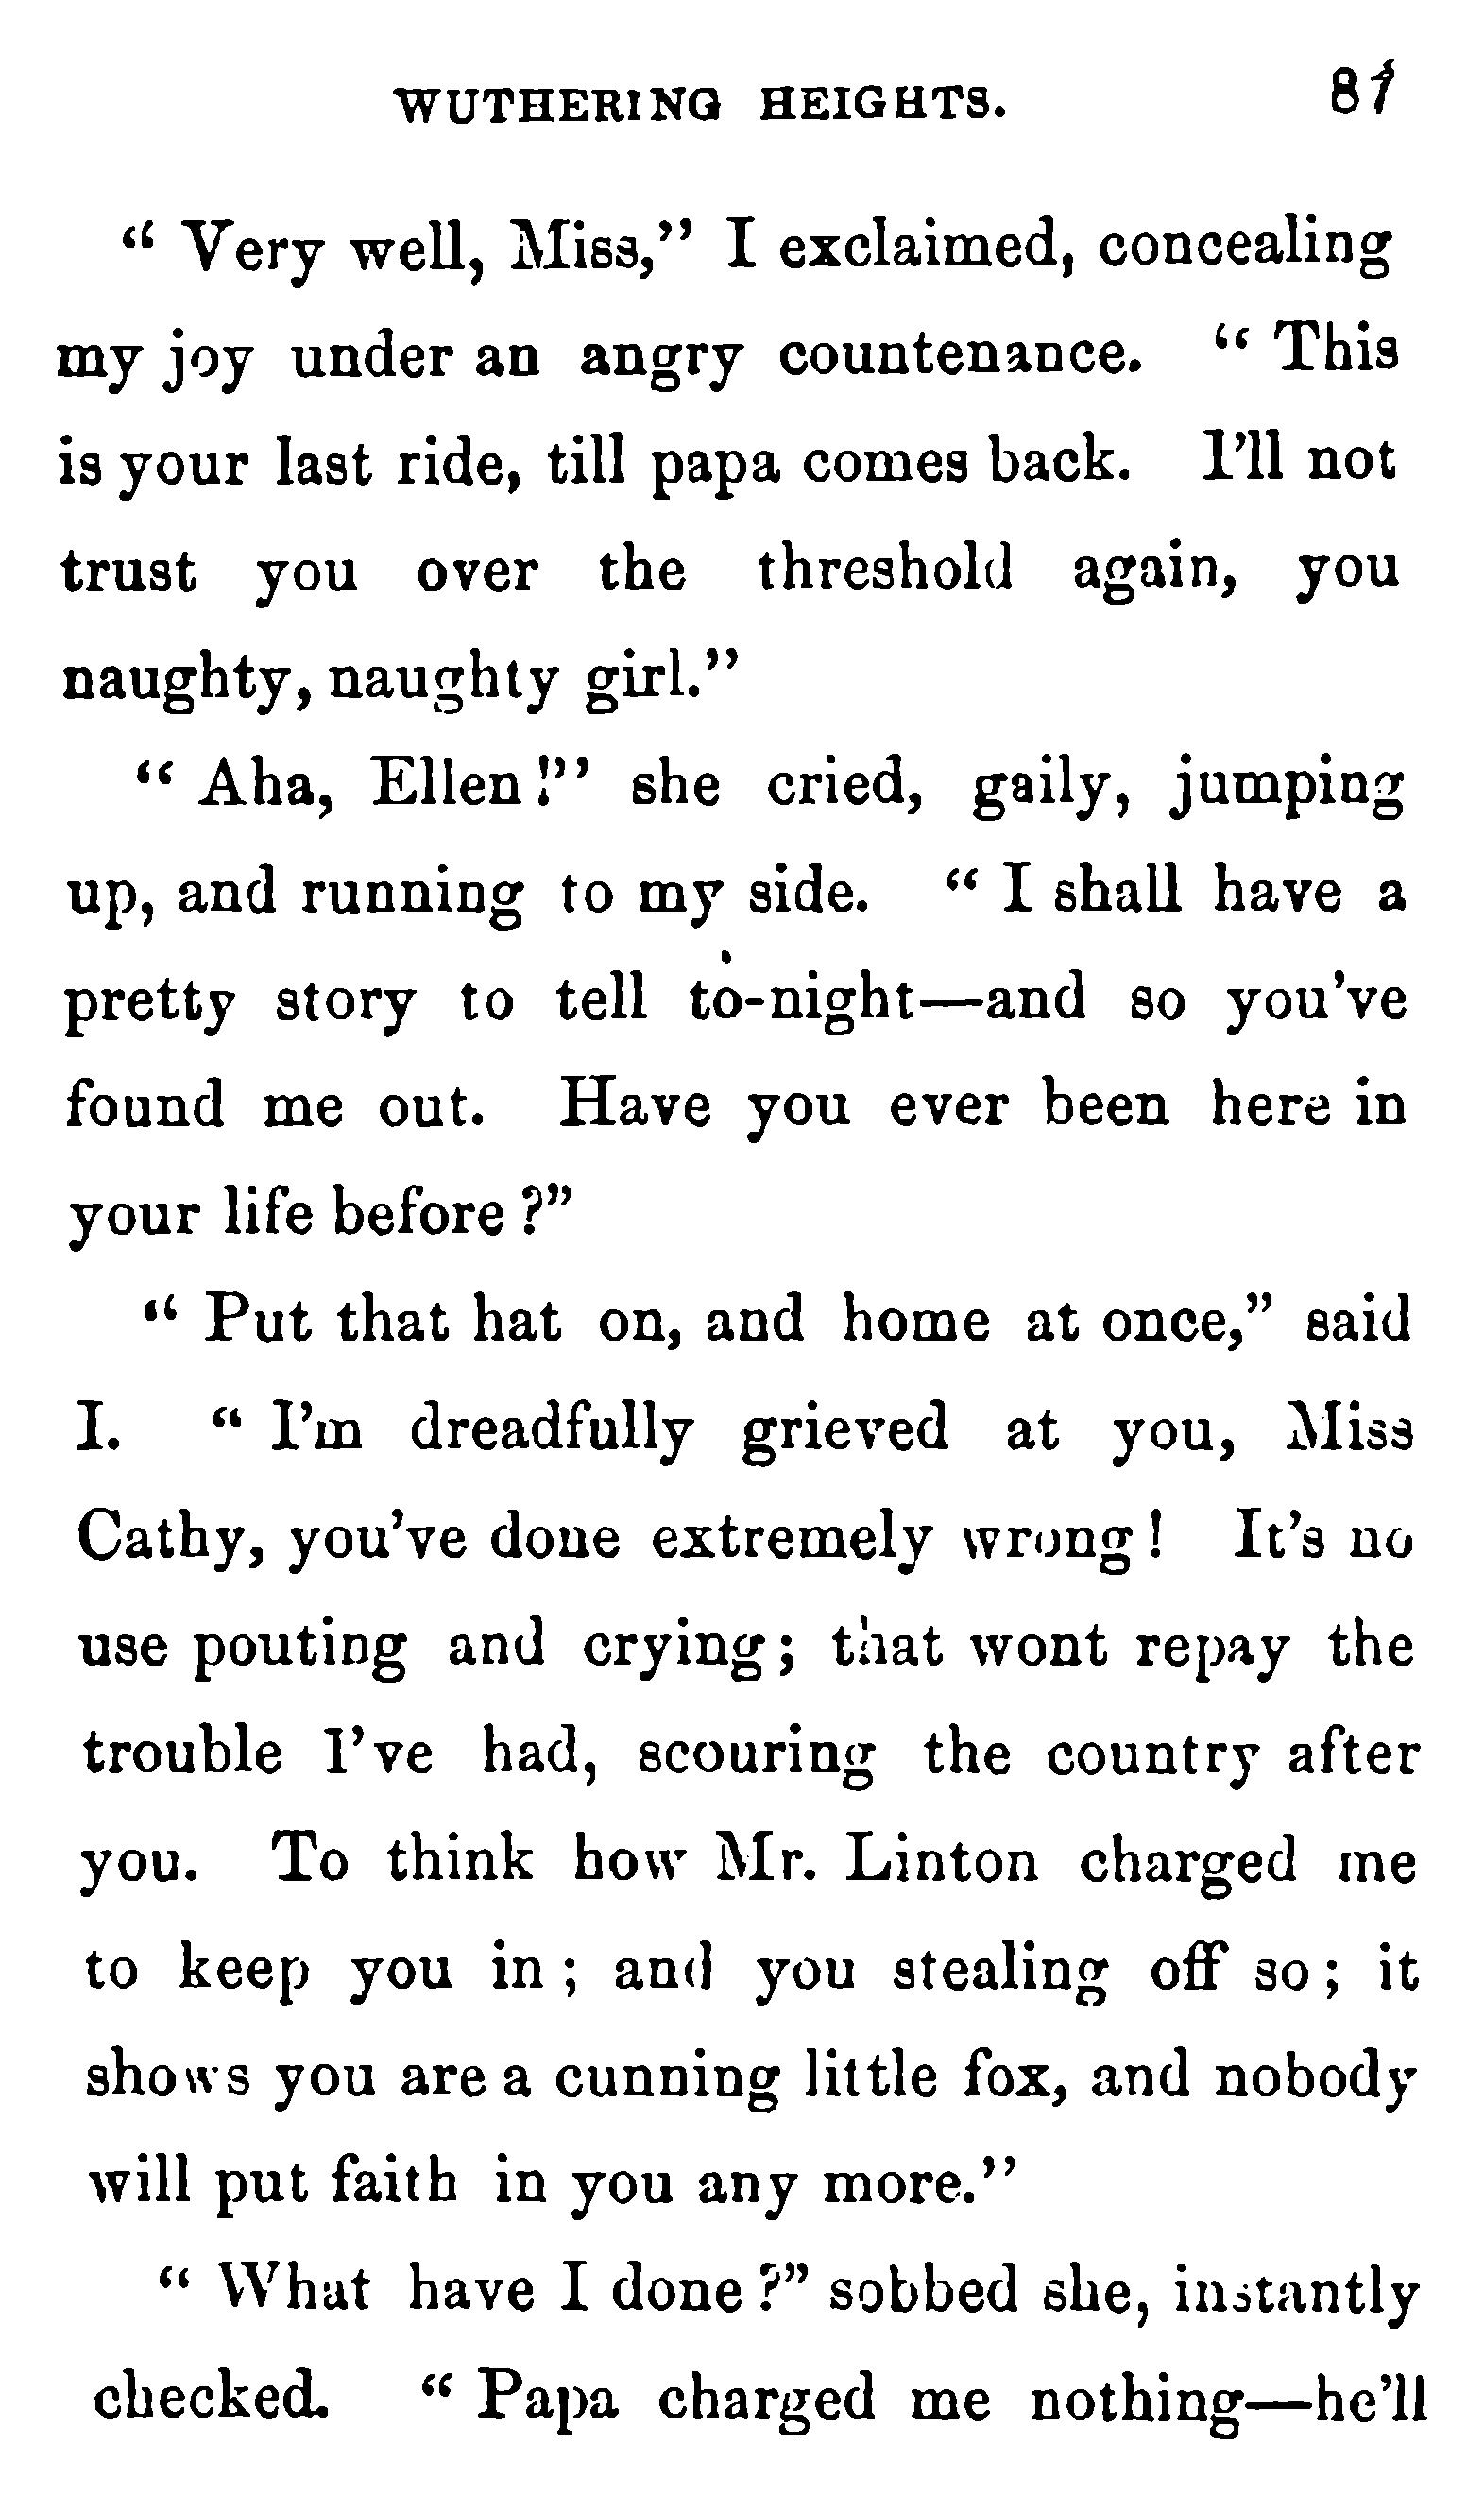 WUTHERING HEIGHTS. 87
“ Very well, Miss,” I exclaimed, concealing
my joy under an angry countenance. “ This
is your last ride, till papa comes back. I’ll not
trust you over the threshold again, you
naughty, naughty girl.”
“ Aha, Ellen!” she cried, gaily, jumping
up, and running to my side. “ I shall have a
pretty story to tell to-night—and so you’ve
found me out. Have you ever been here in
your life before ?”
“ Put that hat on, and home at once,” said
I. “ I’m dreadfully grieved at you, Miss
Cathy, you’ve done extremely wrong ! It’s no
use pouting and crying ; that wont repay the
trouble I’ve had, scouring the country after
you. To think how Mr. Linton charged me
to keep you in ; and you stealing off so ; it
shows you are a cunning little fox, and nobody
will put faith in you any more.”
“ What have I done ?” sobbed she, instantly
checked. “ Papa charged me nothing—he’ll